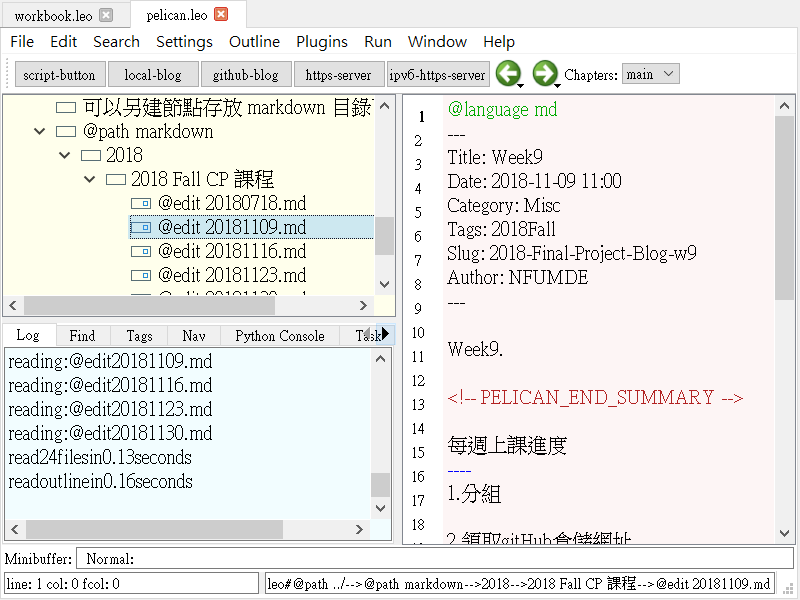 workbook.leo
pelican.leo
File Edit Search Settings Outline Plugins Run Window Help
script-button local-blog github-blog https-server ipv6-https-server Chapters: main
可以另建節點存放 markdown 目錄
@path markdown
2018
2018 Fall CP 課程
@edit 20180718.md
@edit 20181109.md
@edit 20181116.md
@edit 20181123.md
Log Find Tags Nav Python Console Task
reading:@edit20181109.md
reading:@edit20181116.md
reading:@edit20181123.md
reading:@edit20181130.md
read24filesin0.13seconds
readoutlinein0.16seconds
1 @language md
2 ---
3 Title: Week9
4 Date: 2018-11-09 11:00
5 Category: Misc
6 Tags: 2018Fall
7 Slug: 2018-Final-Project-Blog-w9
8 Author: NFUMDE
9 ---
10
11 Week9.
12
13 <!-- PELICAN_END_SUMMARY -->
14
15 每週上課進度
16 ----
17 1.分組
18
2.領取gitHub倉儲網址
Minibuffer: Normal:
line: 1 col: 0 fcol: 0
leo#@path ../-->@path markdown-->2018-->2018 Fall CP 課程-->@edit 20181109.md